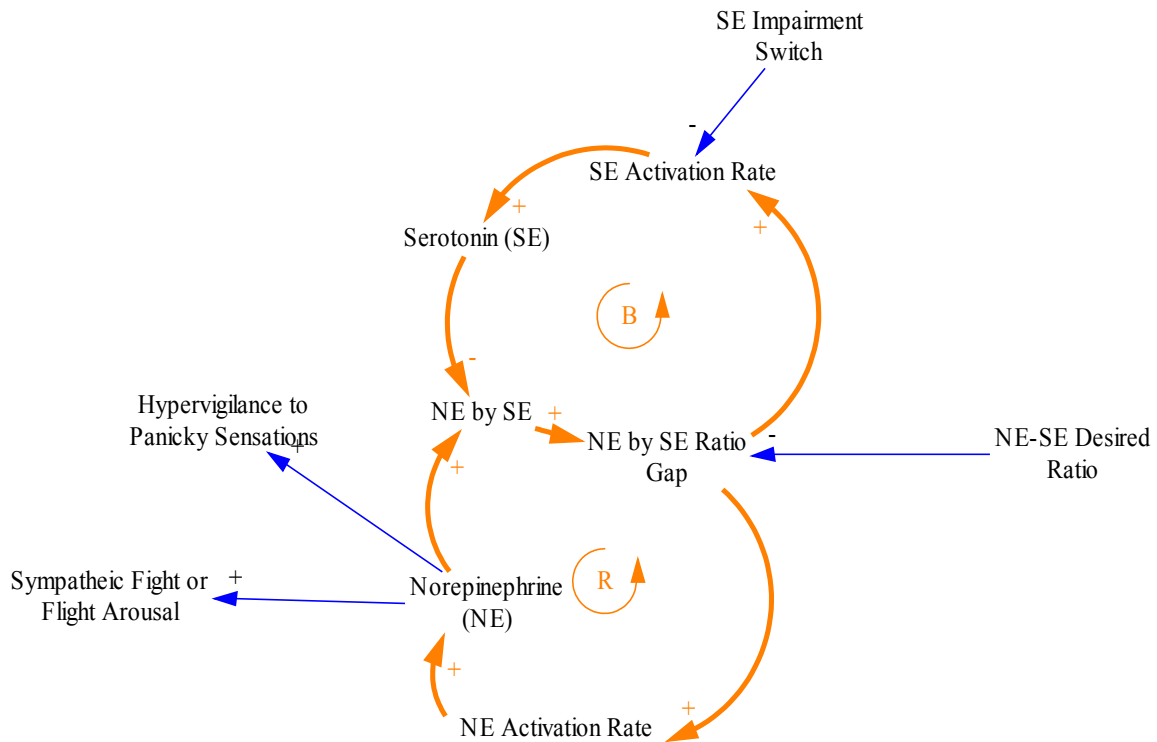 SE Impairment
Switch
-
SE Activation Rate
+
+
Serotonin (SE)
B
-
Hypervigilance to
Panicky Sensations
+
NE by SE
+
NE by SE Ratio
Gap
-
NE-SE Desired
Ratio
+
Sympatheic Fight or
Flight Arousal
+
Norepinephrine
(NE)
R
+
+
NE Activation Rate